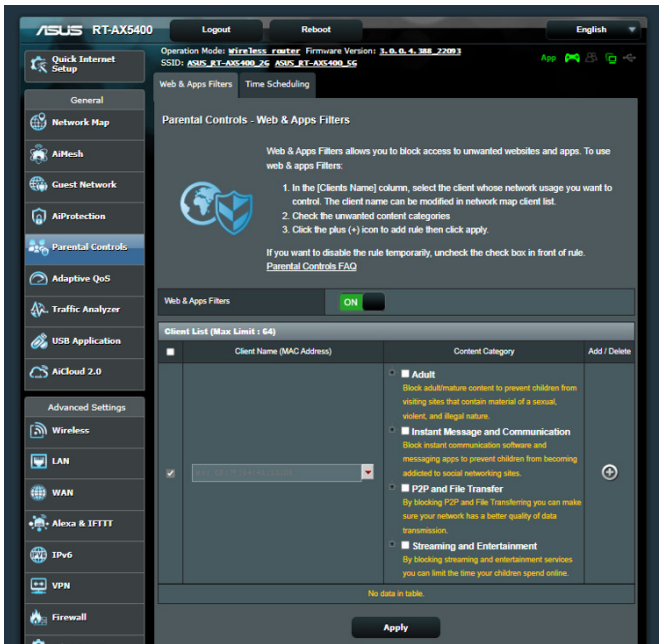 ASUS RT-AX5400
Logout
Reboot
English
Quick Internet
Setup
Operation Mode: Wireless router Firmware Version: 3.0.0.4.388_22093
SSID: ASUS_RT-AX5400_2G ASUS_RT-AX5400_5G
App
Web & Apps Filters
Time Scheduling
General
Network Map
AiMesh
Guest Network
AiProtection
Parental Controls
Adaptive QoS
Traffic Analyzer
USB Application
AiCloud 2.0
Advanced Settings
Wireless
LAN
WAN
Alexa & IFTTT
IPv6
VPN
Firewall
Parental Controls - Web & Apps Filters
Web & Apps Filters allows you to block access to unwanted websites and apps. To use
web & apps Filters:
1. In the [Clients Name] column, select the client whose network usage you want to
control. The client name can be modified in network map client list.
2. Check the unwanted content categories
3. Click the plus (+) icon to add rule then click apply.
If you want to disable the rule temporarily, uncheck the check box in front of rule.
Parental Controls FAQ
Web & Apps Filters
ON
Client List (Max Limit : 64)
Client Name (MAC Address)
Content Category
Add / Delete
Adult
Block adult/mature content to prevent children from
visiting sites that contain material of a sexual,
violent, and illegal nature.
Instant Message and Communication
Block instant communication software and
messaging apps to prevent children from becoming
addicted to social networking sites.
P2P and File Transfer
By blocking P2P and File Transferring you can make
sure your network has a better quality of data
transmission.
Streaming and Entertainment
By blocking streaming and entertainment services
you can limit the time your children spend online.
No data in table.
Apply